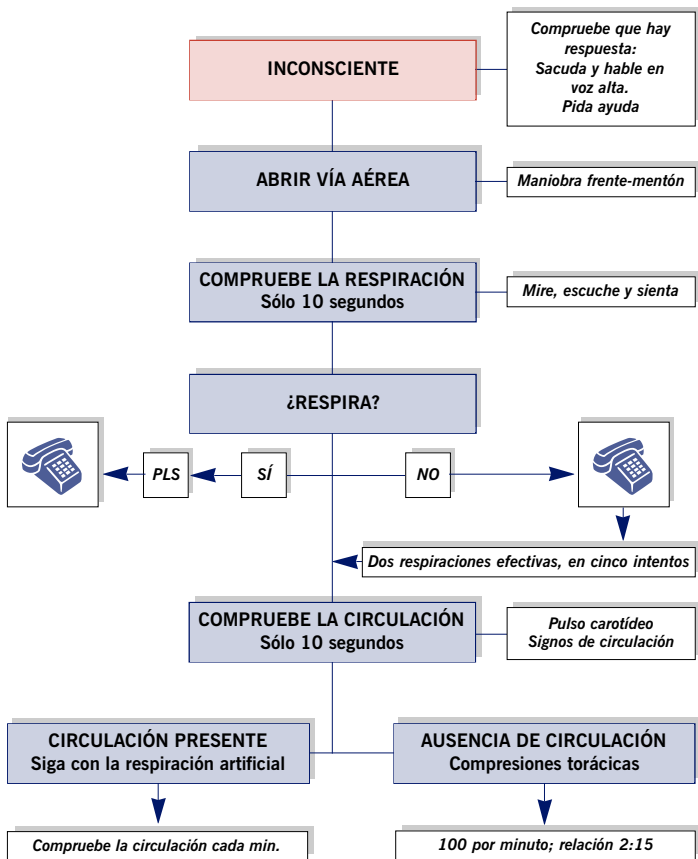 INCONSCIENTE
Compruebe que hay
respuesta:
Sacuda y hable en
voz alta.
Pida ayuda
ABRIR VÍA AÉREA
Maniobra frente-mentón
COMPRUEBE LA RESPIRACIÓN
Sólo 10 segundos
Mire, escuche y sienta
¿RESPIRA?
PLS
SÍ
NO
Dos respiraciones efectivas, en cinco intentos
COMPRUEBE LA CIRCULACIÓN
Sólo 10 segundos
Pulso carotídeo
Signos de circulación
CIRCULACIÓN PRESENTE
Siga con la respiración artificial
AUSENCIA DE CIRCULACIÓN
Compresiones torácicas
Compruebe la circulación cada min.
100 por minuto; relación 2:15